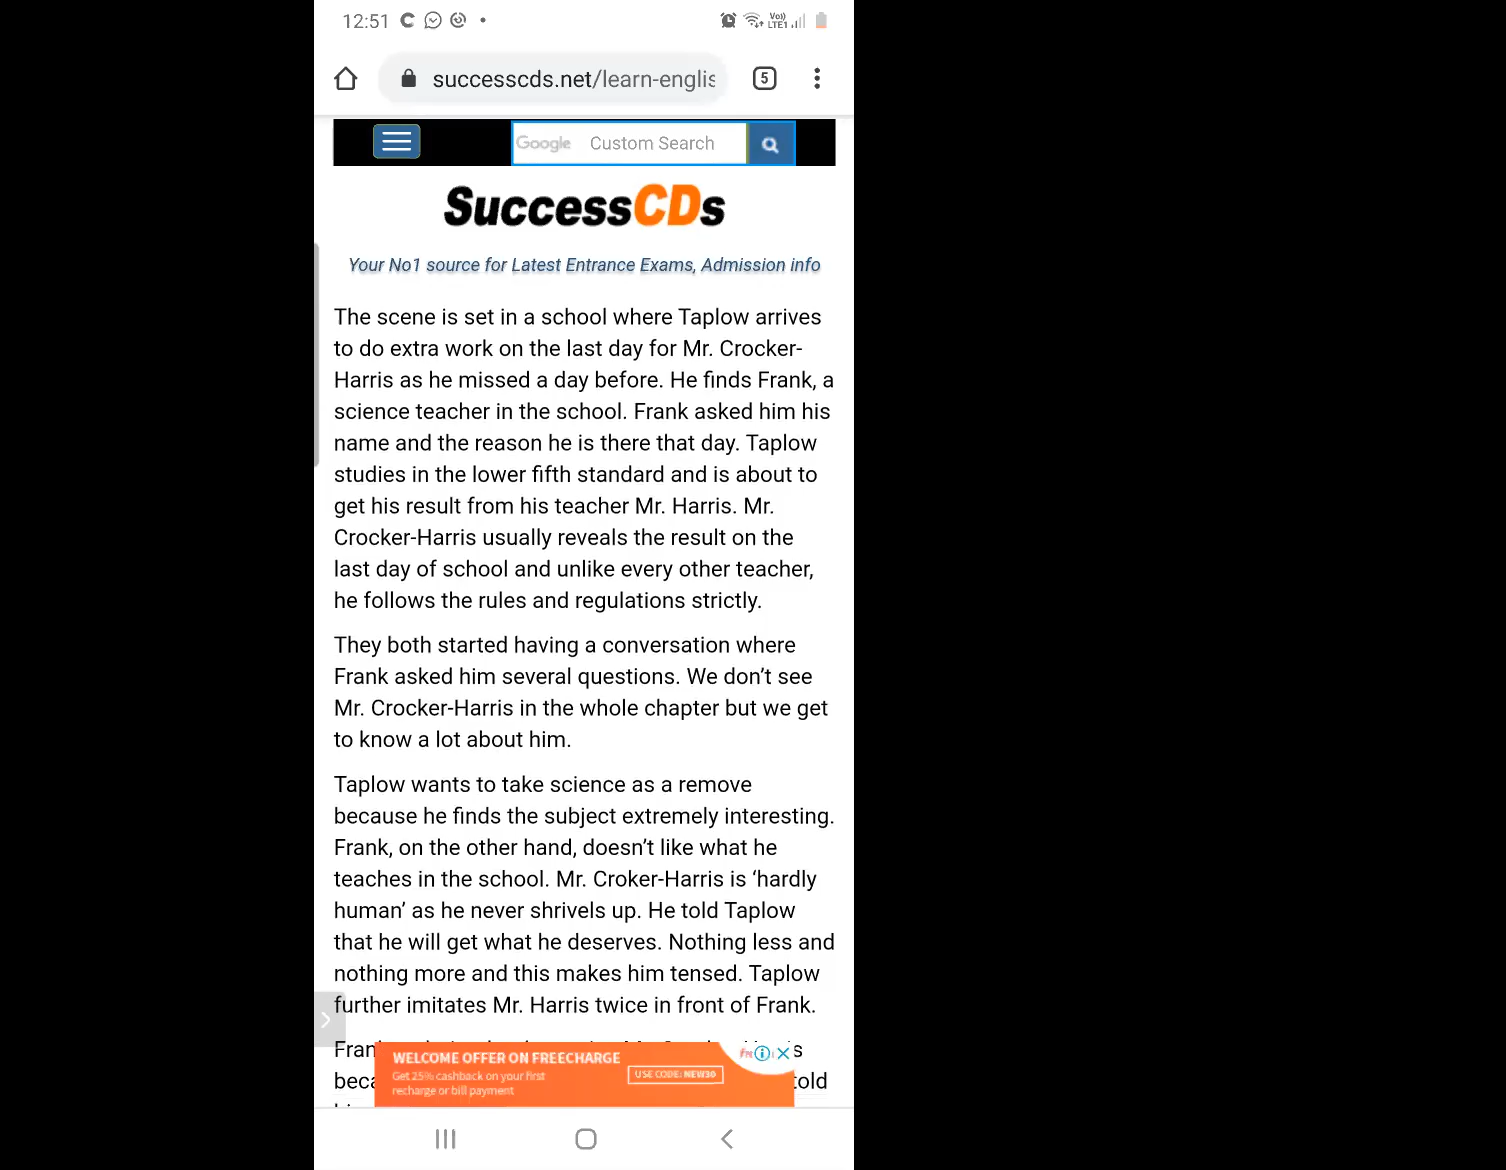 12:51
Vo)) LTE1
successcds.net/learn-englis
5
Google Custom Search
SuccessCDs
Your No1 source for Latest Entrance Exams, Admission info
The scene is set in a school where Taplow arrives
to do extra work on the last day for Mr. Crocker-
Harris as he missed a day before. He finds Frank, a
science teacher in the school. Frank asked him his
name and the reason he is there that day. Taplow
studies in the lower fifth standard and is about to
get his result from his teacher Mr. Harris. Mr.
Crocker-Harris usually reveals the result on the
last day of school and unlike every other teacher,
he follows the rules and regulations strictly.
They both started having a conversation where
Frank asked him several questions. We don’t see
Mr. Crocker-Harris in the whole chapter but we get
to know a lot about him.
Taplow wants to take science as a remove
because he finds the subject extremely interesting.
Frank, on the other hand, doesn’t like what he
teaches in the school. Mr. Croker-Harris is ‘hardly
human’ as he never shrivels up. He told Taplow
that he will get what he deserves. Nothing less and
nothing more and this makes him tensed. Taplow
further imitates Mr. Harris twice in front of Frank.
WELCOME OFFER ON FREECHARGE
Get 25% cashback on your first
recharge or bill payment
USE CODE: NEW30
told